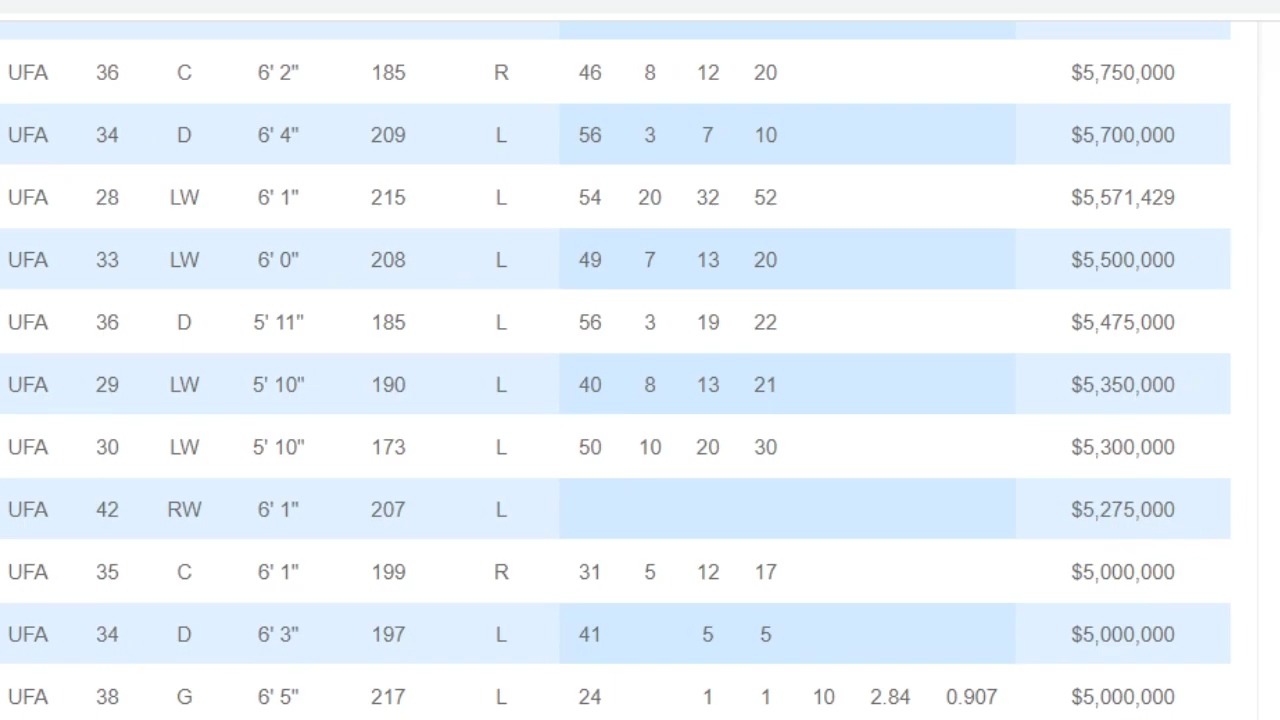 UFA 36 C 6' 2" 185 R 46 8 12 20 $5,750,000
UFA 34 D 6' 4" 209 L 56 3 7 10 $5,700,000
UFA 28 LW 6' 1" 215 L 54 20 32 52 $5,571,429
UFA 33 LW 6' 0" 208 L 49 7 13 20 $5,500,000
UFA 36 D 5' 11" 185 L 56 3 19 22 $5,475,000
UFA 29 LW 5' 10" 190 L 40 8 13 21 $5,350,000
UFA 30 LW 5' 10" 173 L 50 10 20 30 $5,300,000
UFA 42 RW 6' 1" 207 L $5,275,000
UFA 35 C 6' 1" 199 R 31 5 12 17 $5,000,000
UFA 34 D 6' 3" 197 L 41 5 5 $5,000,000
UFA 38 G 6' 5" 217 L 24 1 1 10 2.84 0.907 $5,000,000